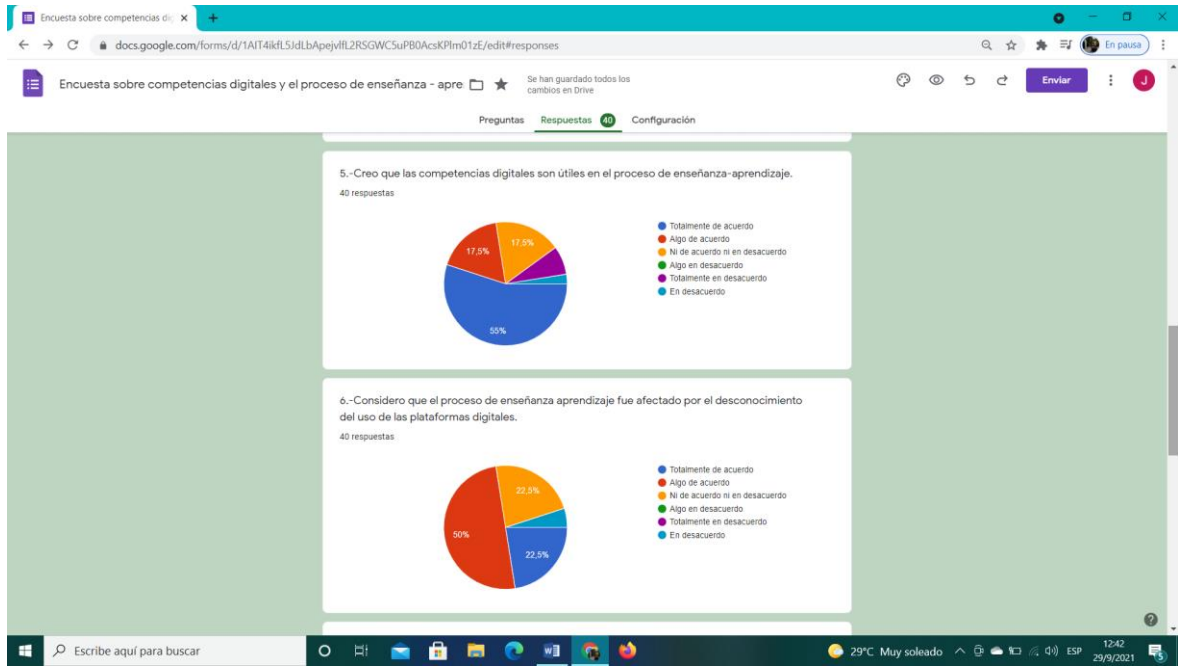 Encuesta sobre competencias di
docs.google.com/forms/d/1AIT4ikfL5JdLbApejvlfL2RSGWC5uPB0AcsKPlm01zE/edit#responses
En pausa
Encuesta sobre competencias digitales y el proceso de enseñanza - apre
Se han guardado todos los
cambios en Drive
Enviar
J
Preguntas Respuestas 40 Configuración
5.-Creo que las competencias digitales son útiles en el proceso de enseñanza-aprendizaje.
40 respuestas
17,5%
17,5%
55%
Totalmente de acuerdo
Algo de acuerdo
Ni de acuerdo ni en desacuerdo
Algo en desacuerdo
Totalmente en desacuerdo
En desacuerdo
6.-Considero que el proceso de enseñanza aprendizaje fue afectado por el desconocimiento
del uso de las plataformas digitales.
40 respuestas
22,5%
50%
22,5%
Totalmente de acuerdo
Algo de acuerdo
Ni de acuerdo ni en desacuerdo
Algo en desacuerdo
Totalmente en desacuerdo
En desacuerdo
Escribe aquí para buscar
29°C Muy soleado
ESP
12:42
29/9/2021
5